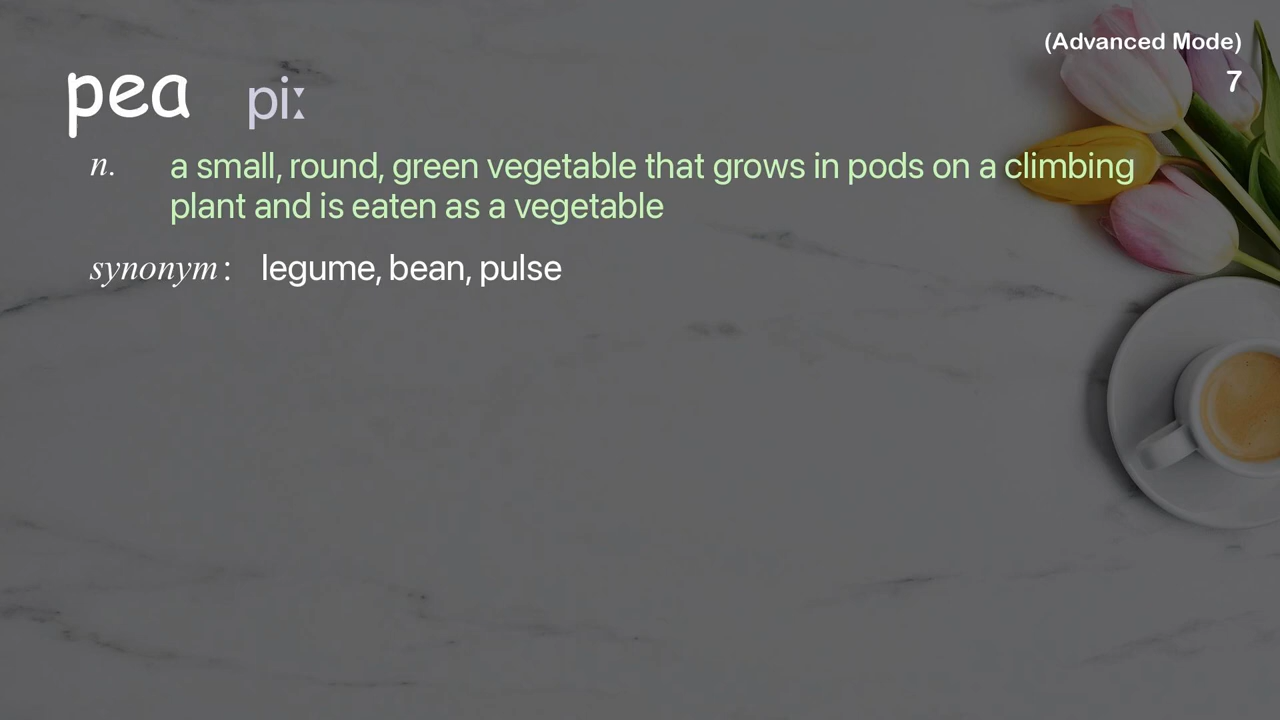 (Advanced Mode)
7
pea piː
n. a small, round, green vegetable that grows in pods on a climbing
plant and is eaten as a vegetable
synonym: legume, bean, pulse